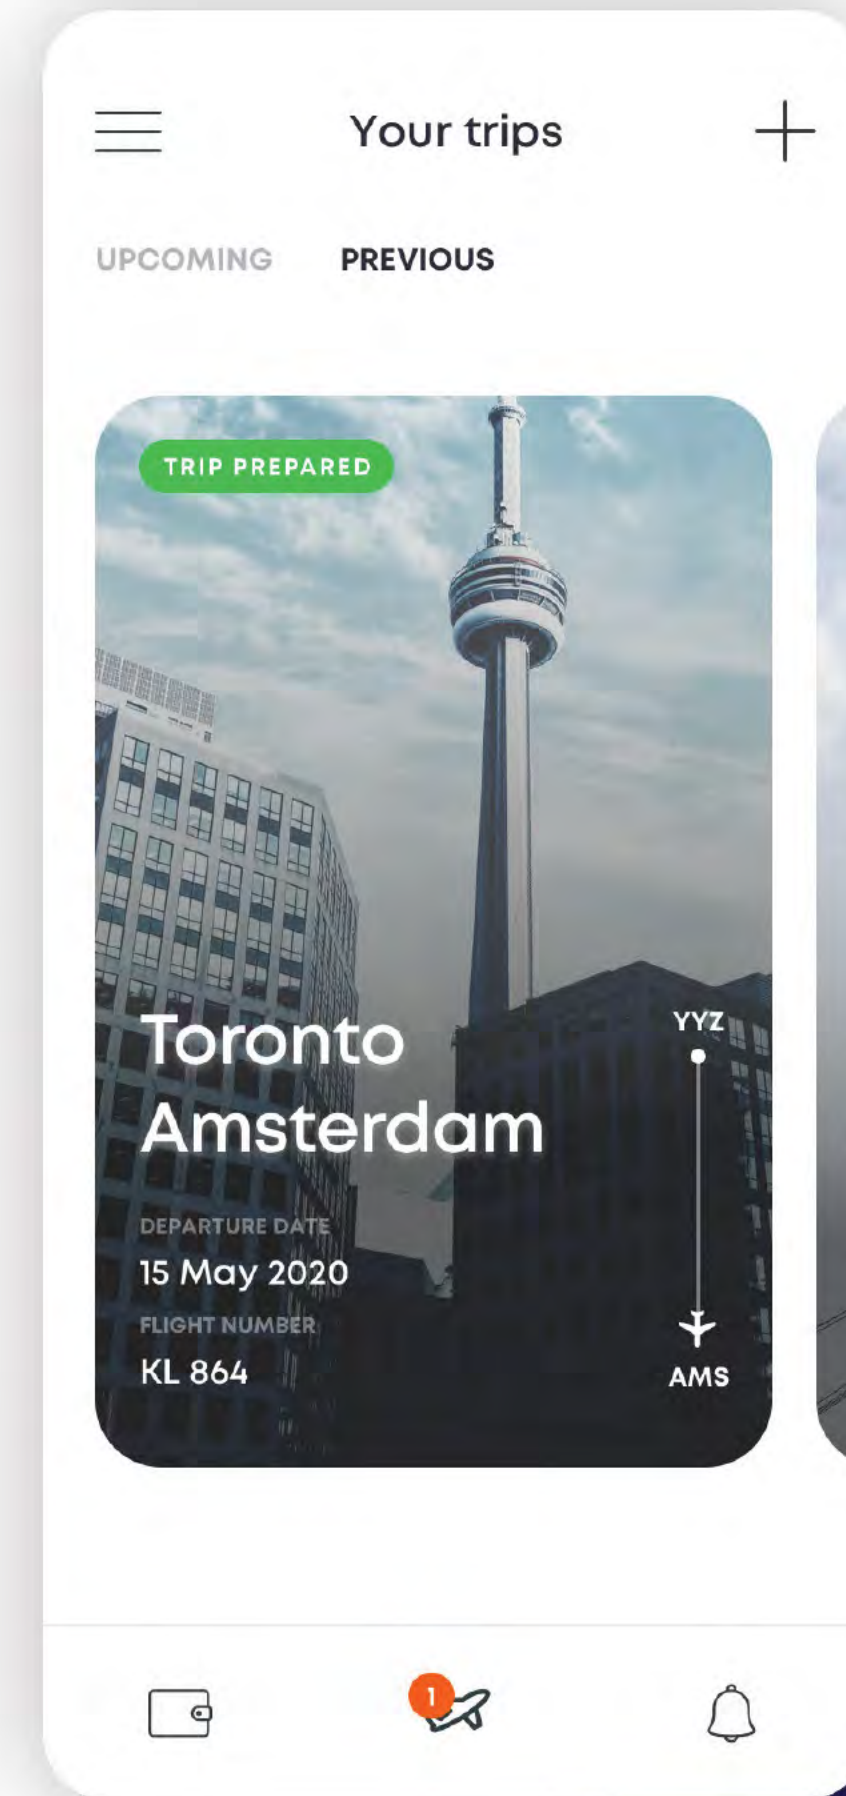 Your trips
UPCOMING PREVIOUS
TRIP PREPARED
Toronto
Amsterdam
DEPARTURE DATE
15 May 2020
FLIGHT NUMBER
KL 864
YYZ
AMS
1